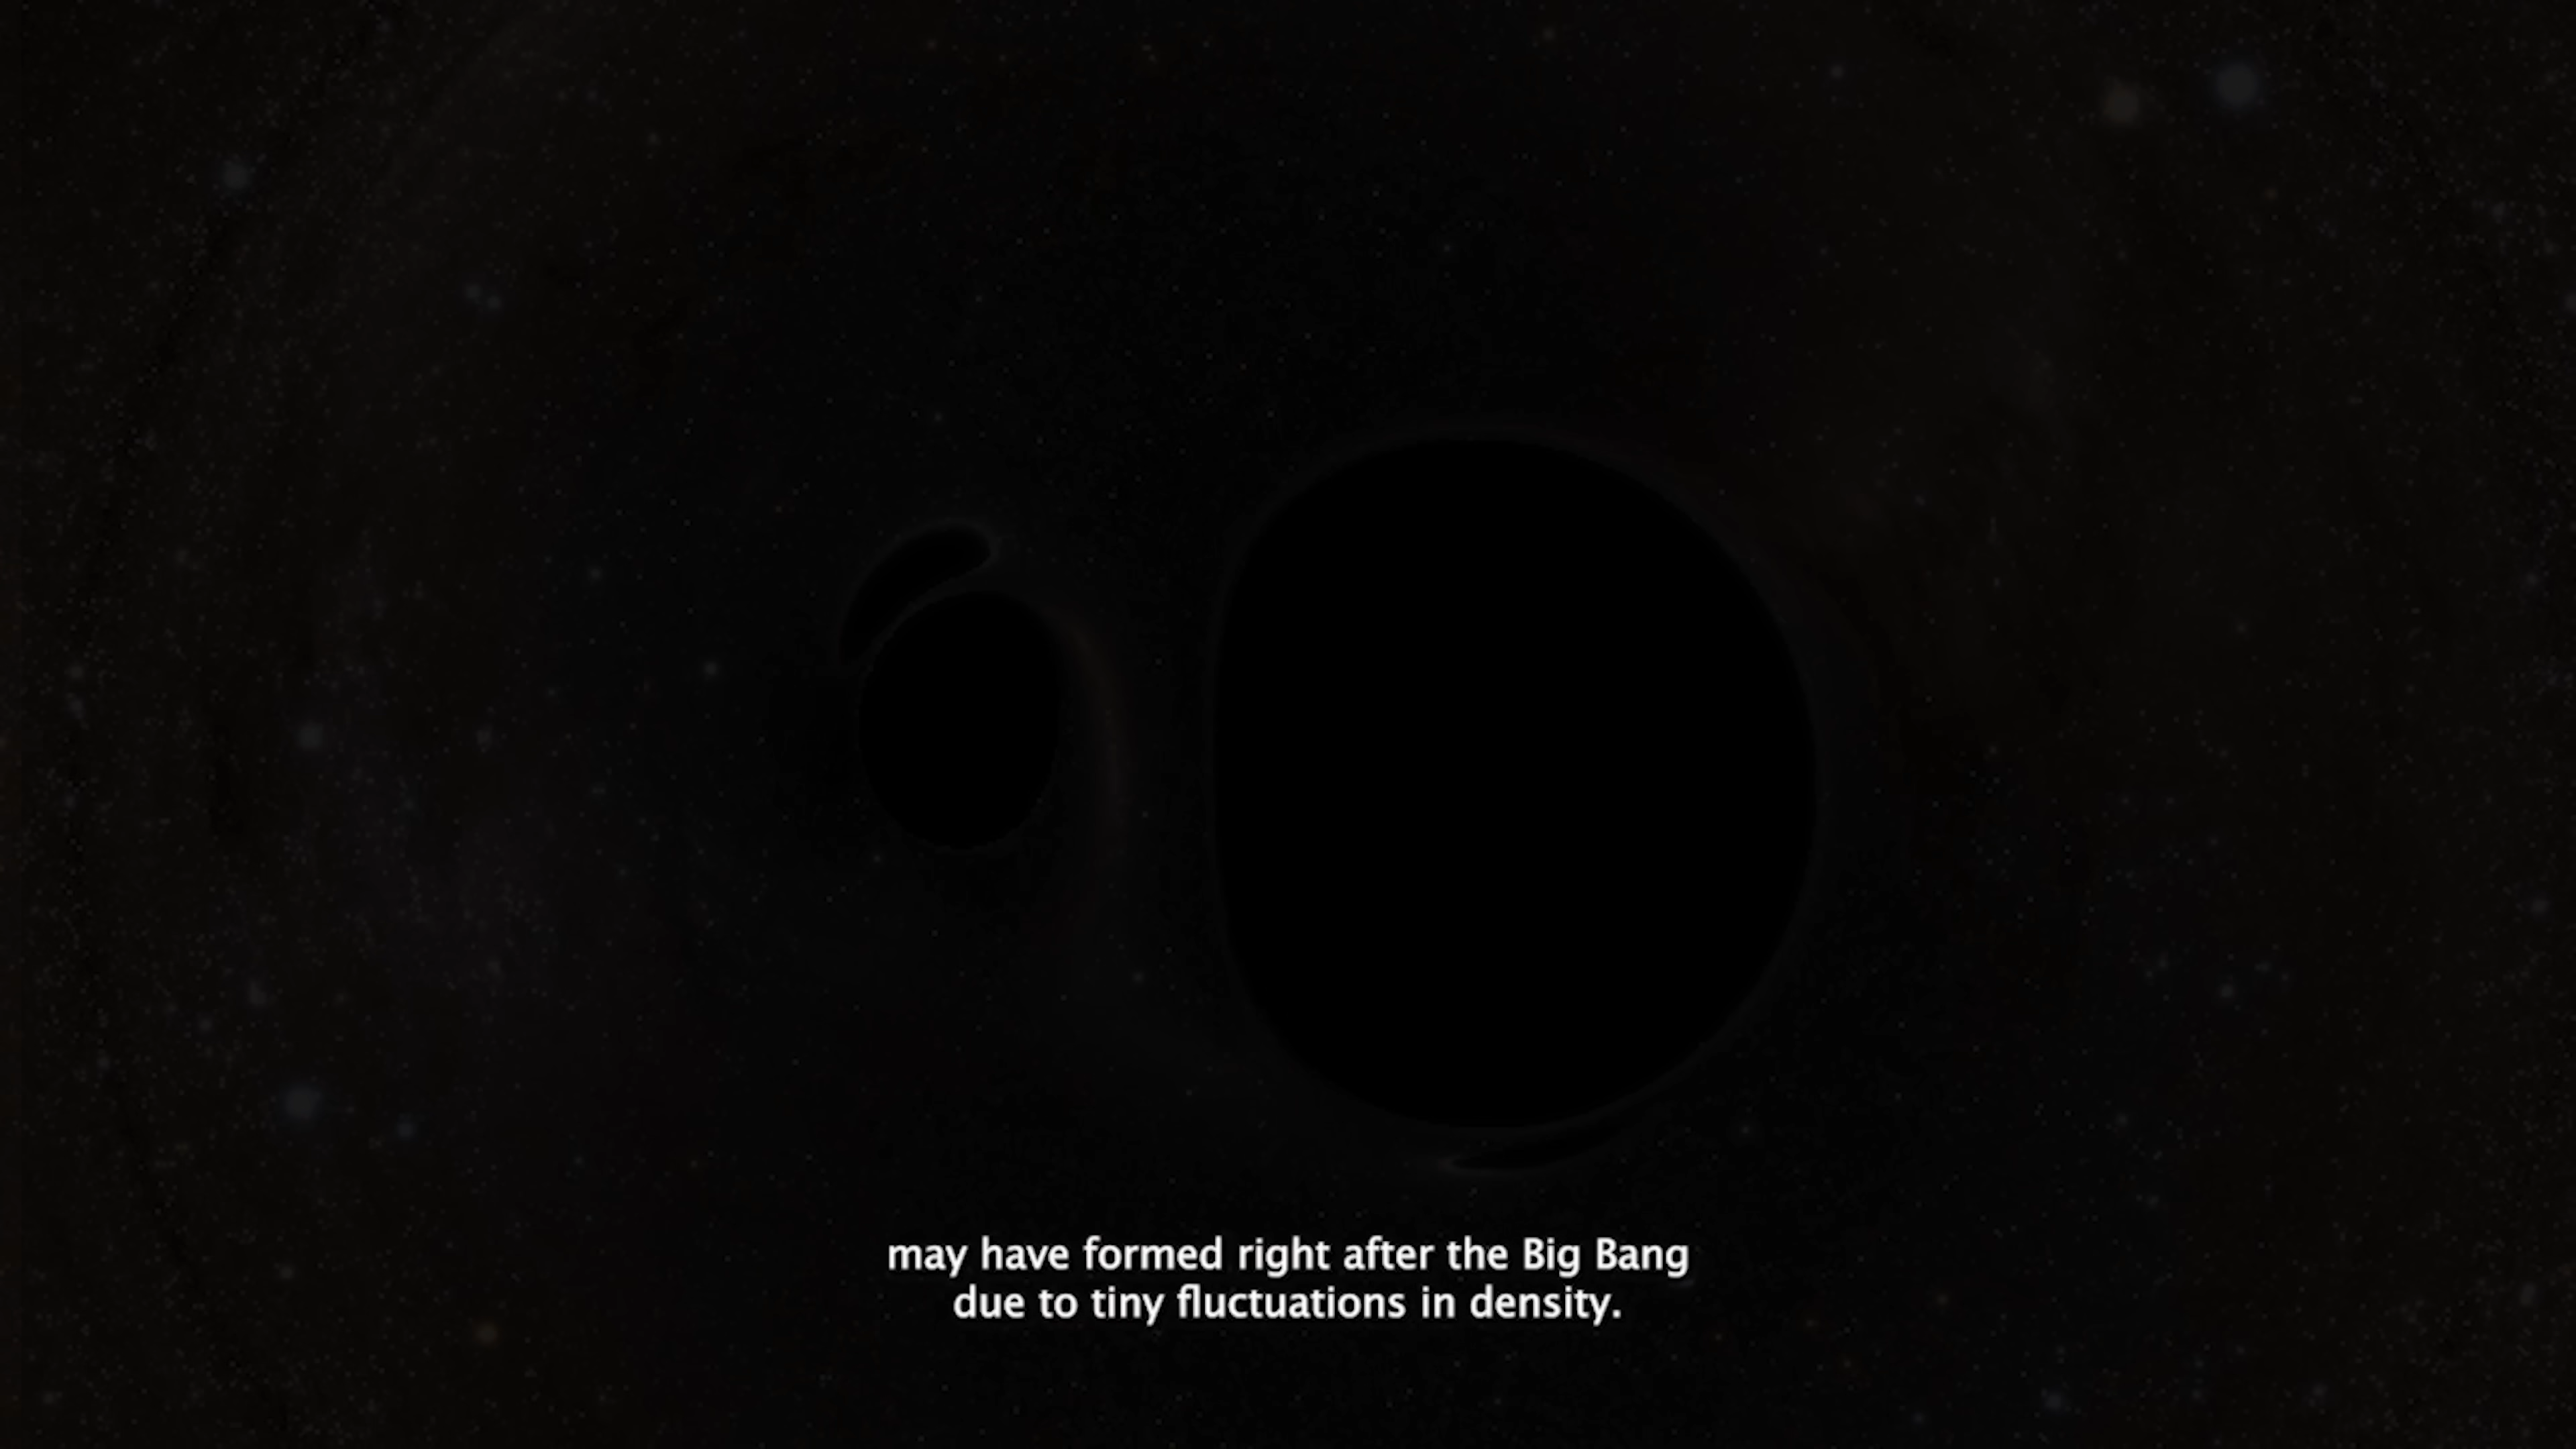 may have formed right after the Big Bang
due to tiny fluctuations in density.